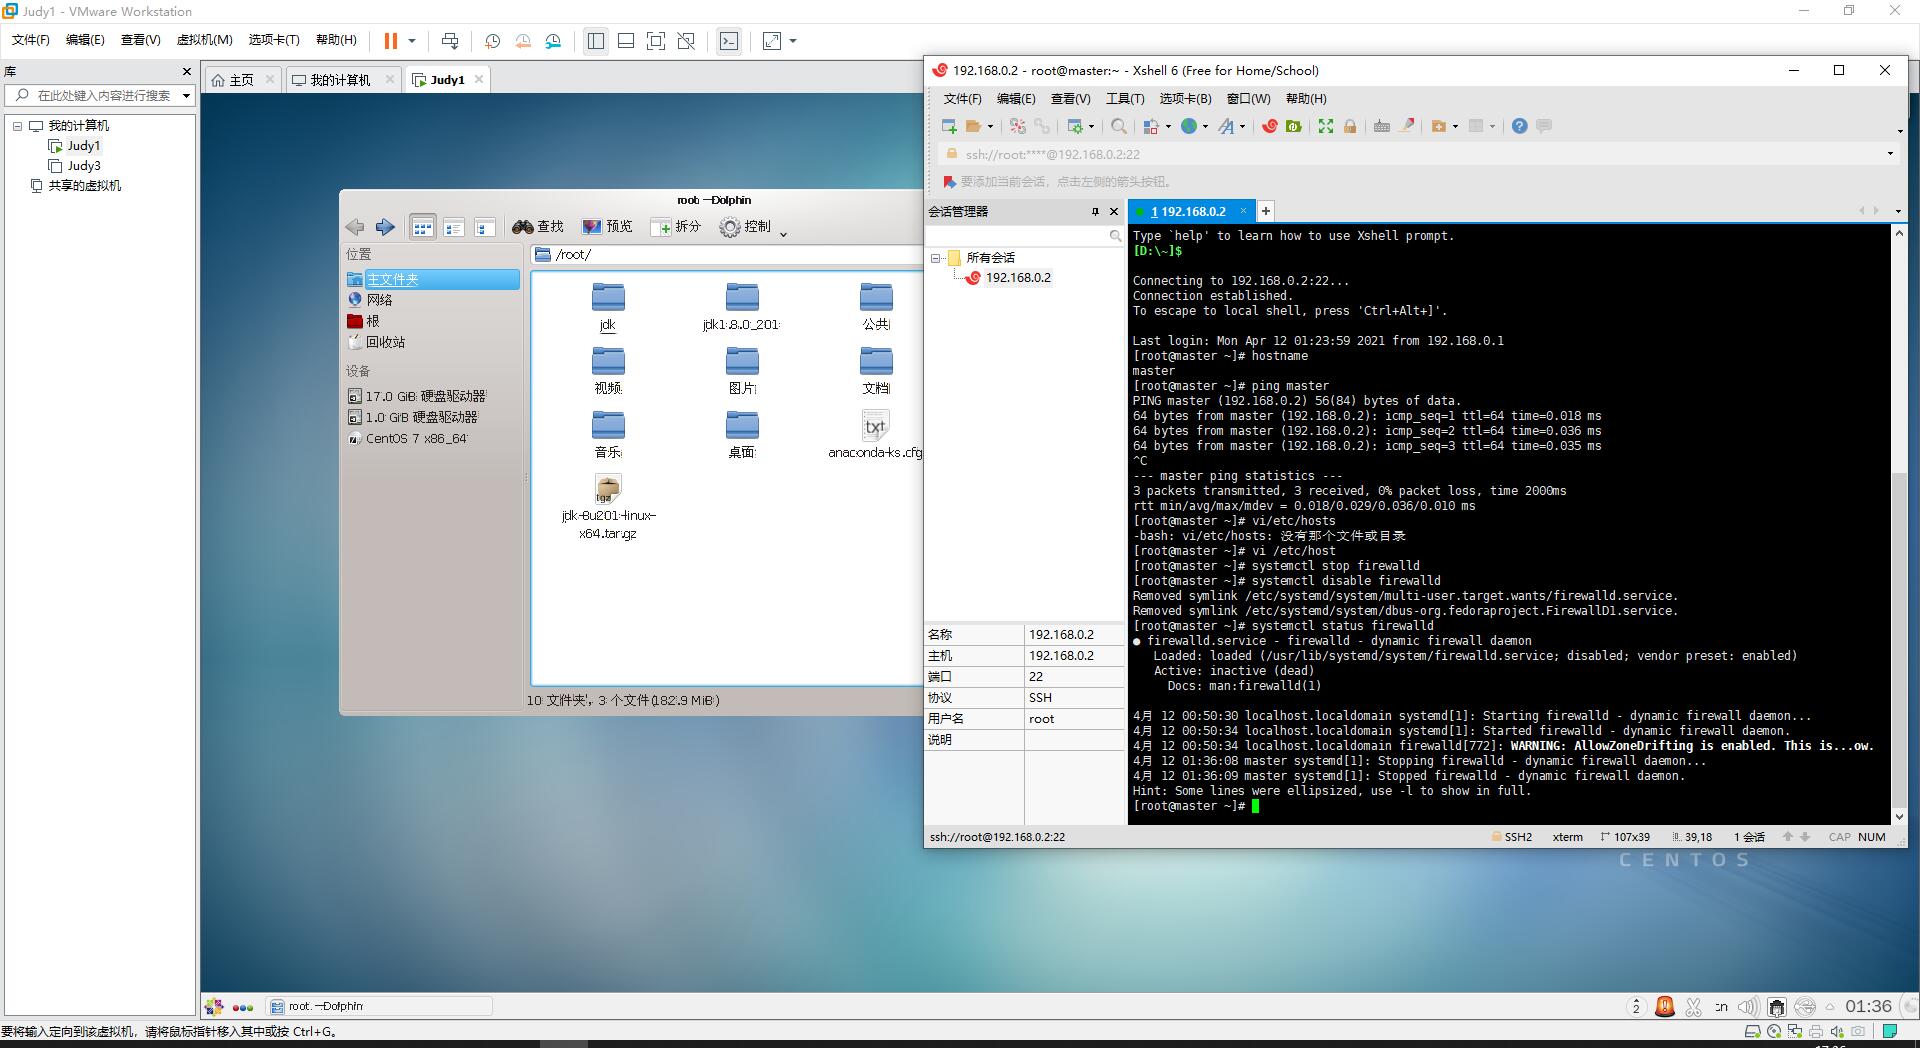 Judy1 - VMware Workstation
文件(F) 编辑(E) 查看(V) 虚拟机(M) 选项卡(T) 帮助(H)
库
在此处键入内容进行搜索
我的计算机
Judy1
Judy3
共享的虚拟机
主页 我的计算机 Judy1
root — Dolphin
查找 预览 拆分 控制
位置
主文件夹
网络
根
回收站
设备
17.0 GiB 硬盘驱动器
1.0 GiB 硬盘驱动器
CentOS 7 x86_64
/root/
jdk jdk1.8.0_201 公共
视频 图片 文档
音乐 桌面 anaconda-ks.cfg
jdk-8u201-linux-
x64.tar.gz
10 文件夹, 3 个文件(182.9 MiB)
192.168.0.2 - root@master:~ - Xshell 6 (Free for Home/School)
文件(F) 编辑(E) 查看(V) 工具(T) 选项卡(B) 窗口(W) 帮助(H)
ssh://root:****@192.168.0.2:22
要添加当前会话，点击左侧的箭头按钮。
会话管理器
所有会话
192.168.0.2
名称 192.168.0.2
主机 192.168.0.2
端口 22
协议 SSH
用户名 root
说明
1 192.168.0.2
Type `help' to learn how to use Xshell prompt.
[D:\~]$
Connecting to 192.168.0.2:22...
Connection established.
To escape to local shell, press 'Ctrl+Alt+]'.
Last login: Mon Apr 12 01:23:59 2021 from 192.168.0.1
[root@master ~]# hostname
master
[root@master ~]# ping master
PING master (192.168.0.2) 56(84) bytes of data.
64 bytes from master (192.168.0.2): icmp_seq=1 ttl=64 time=0.018 ms
64 bytes from master (192.168.0.2): icmp_seq=2 ttl=64 time=0.036 ms
64 bytes from master (192.168.0.2): icmp_seq=3 ttl=64 time=0.035 ms
^C
--- master ping statistics ---
3 packets transmitted, 3 received, 0% packet loss, time 2000ms
rtt min/avg/max/mdev = 0.018/0.029/0.036/0.010 ms
[root@master ~]# vi/etc/hosts
-bash: vi/etc/hosts: 没有那个文件或目录
[root@master ~]# vi /etc/host
[root@master ~]# systemctl stop firewalld
[root@master ~]# systemctl disable firewalld
Removed symlink /etc/systemd/system/multi-user.target.wants/firewalld.service.
Removed symlink /etc/systemd/system/dbus-org.fedoraproject.FirewallD1.service.
[root@master ~]# systemctl status firewalld
● firewalld.service - firewalld - dynamic firewall daemon
Loaded: loaded (/usr/lib/systemd/system/firewalld.service; disabled; vendor preset: enabled)
Active: inactive (dead)
Docs: man:firewalld(1)
4月 12 00:50:30 localhost.localdomain systemd[1]: Starting firewalld - dynamic firewall daemon...
4月 12 00:50:34 localhost.localdomain systemd[1]: Started firewalld - dynamic firewall daemon.
4月 12 00:50:34 localhost.localdomain firewalld[772]: WARNING: AllowZoneDrifting is enabled. This is...ow.
4月 12 01:36:08 master systemd[1]: Stopping firewalld - dynamic firewall daemon...
4月 12 01:36:09 master systemd[1]: Stopped firewalld - dynamic firewall daemon.
Hint: Some lines were ellipsized, use -l to show in full.
[root@master ~]#
ssh://root@192.168.0.2:22 SSH2 xterm 107x39 39,18 1 会话 CAP NUM
CENTOS
root — Dolphin
2 01:36
要将输入定向到该虚拟机，请将鼠标指针移入其中或按 Ctrl+G。